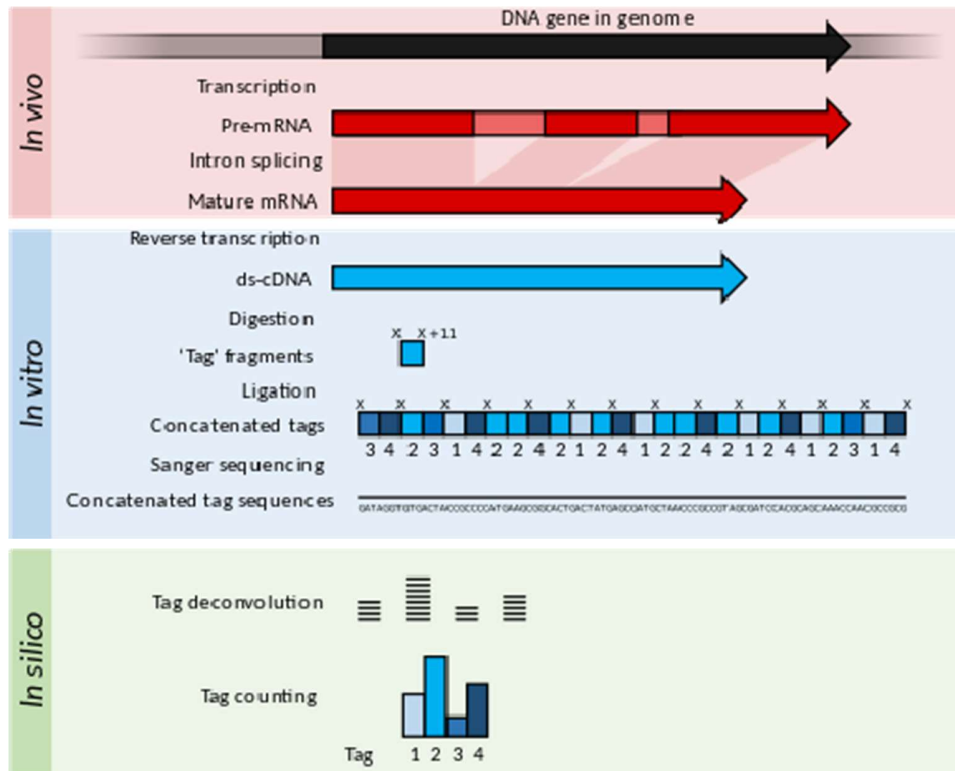 In vivo
DNA gene in genome
Transcription
Pre-mRNA
Intron splicing
Mature mRNA
In vitro
Reverse transcription
ds-cDNA
Digestion
X X+11
'Tag' fragments
Ligation
X X X X X X X X X X X X X X
Concatenated tags
3 4 2 3 1 4 2 2 4 2 1 2 4 1 2 2 4 2 1 2 4 1 2 3 1 4
Sanger sequencing
Concatenated tag sequences
In silico
Tag deconvolution
Tag counting
Tag 1 2 3 4